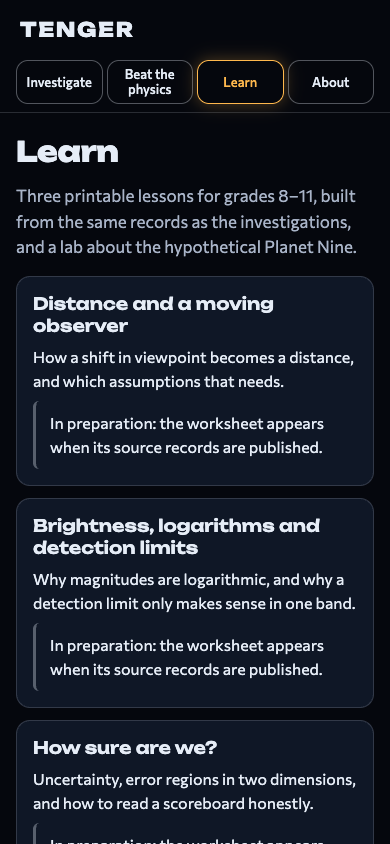 TENGER
Investigate
Beat the
physics
Learn
About
Learn
Three printable lessons for grades 8–11, built
from the same records as the investigations,
and a lab about the hypothetical Planet Nine.
Distance and a moving
observer
How a shift in viewpoint becomes a distance,
and which assumptions that needs.
In preparation: the worksheet appears
when its source records are published.
Brightness, logarithms and
detection limits
Why magnitudes are logarithmic, and why a
detection limit only makes sense in one band.
In preparation: the worksheet appears
when its source records are published.
How sure are we?
Uncertainty, error regions in two dimensions,
and how to read a scoreboard honestly.
In preparation: the worksheet appears